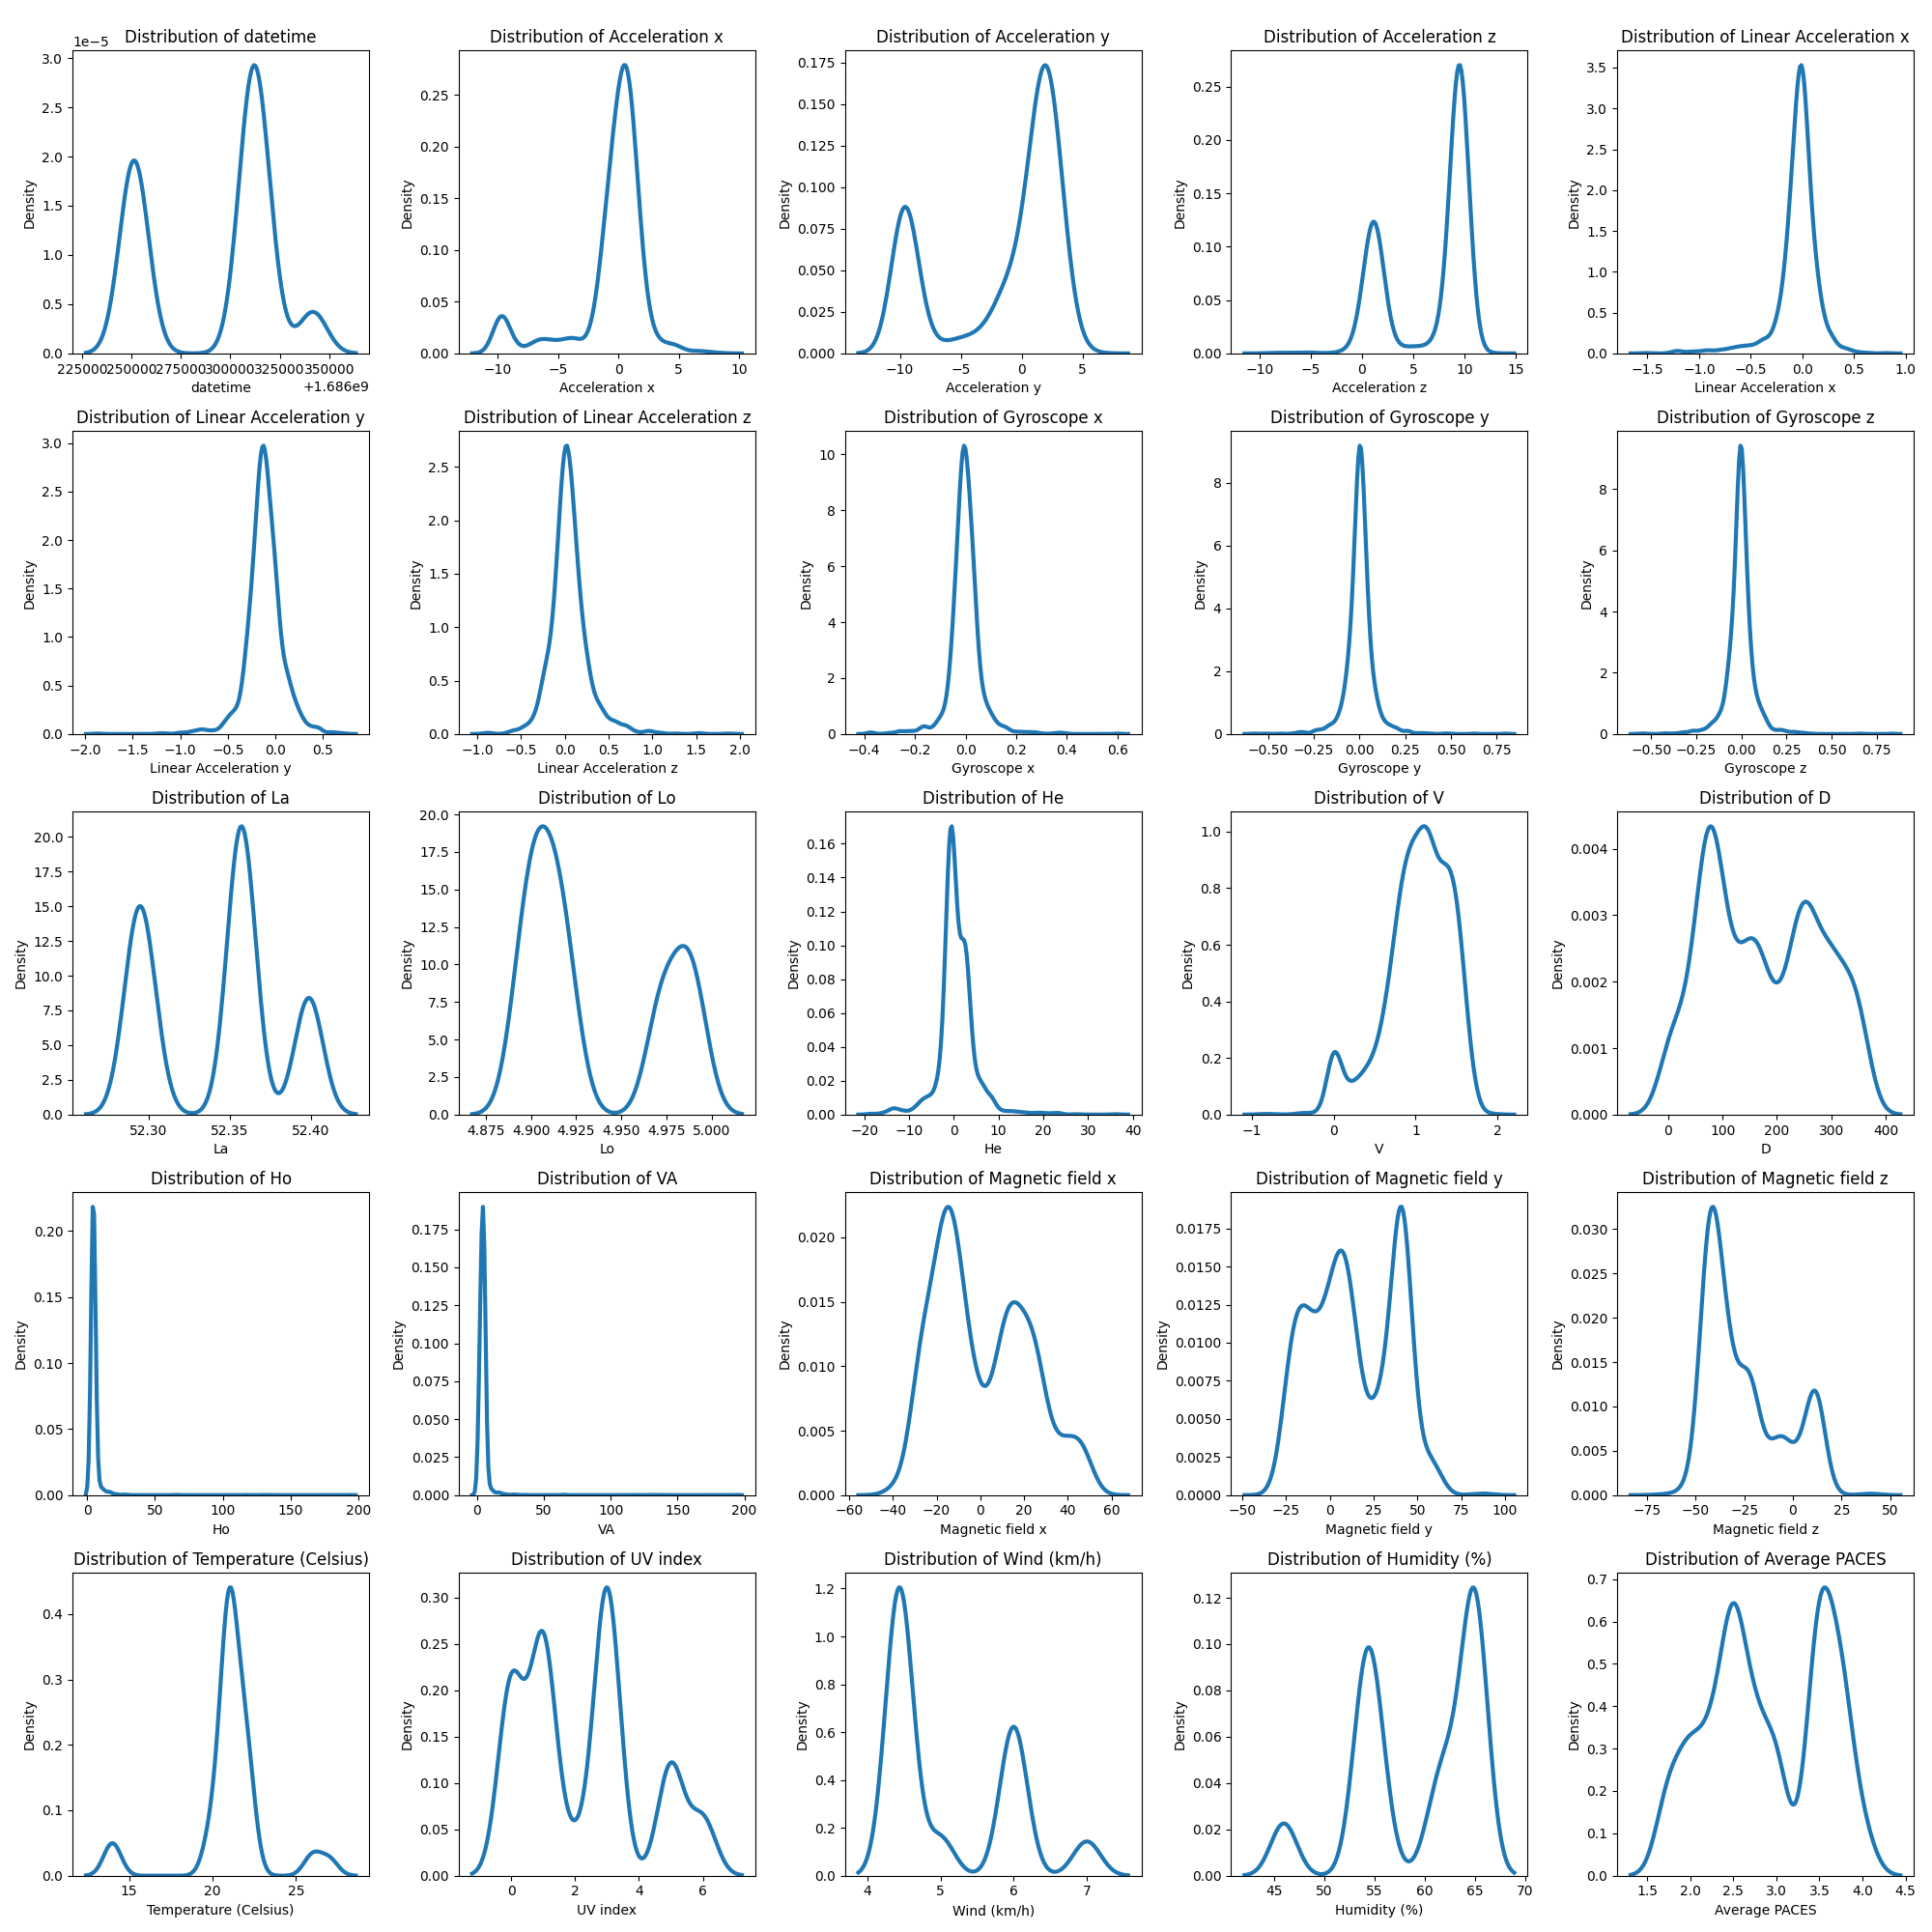 Distribution of datetime
1e−5
3.0
2.5
2.0
1.5
1.0
0.5
0.0
Density
225000 250000 275000 300000 325000 350000
datetime
+1.686e9
Distribution of Acceleration x
0.25
0.20
0.15
0.10
0.05
0.00
Density
−10 −5 0 5 10
Acceleration x
Distribution of Acceleration y
0.175
0.150
0.125
0.100
0.075
0.050
0.025
0.000
Density
−10 −5 0 5
Acceleration y
Distribution of Acceleration z
0.25
0.20
0.15
0.10
0.05
0.00
Density
−10 −5 0 5 10 15
Acceleration z
Distribution of Linear Acceleration x
3.5
3.0
2.5
2.0
1.5
1.0
0.5
0.0
Density
−1.5 −1.0 −0.5 0.0 0.5 1.0
Linear Acceleration x
Distribution of Linear Acceleration y
3.0
2.5
2.0
1.5
1.0
0.5
0.0
Density
−2.0 −1.5 −1.0 −0.5 0.0 0.5
Linear Acceleration y
Distribution of Linear Acceleration z
2.5
2.0
1.5
1.0
0.5
0.0
Density
−1.0 −0.5 0.0 0.5 1.0 1.5 2.0
Linear Acceleration z
Distribution of Gyroscope x
10
8
6
4
2
0
Density
−0.4 −0.2 0.0 0.2 0.4 0.6
Gyroscope x
Distribution of Gyroscope y
8
6
4
2
0
Density
−0.50 −0.25 0.00 0.25 0.50 0.75
Gyroscope y
Distribution of Gyroscope z
8
6
4
2
0
Density
−0.50 −0.25 0.00 0.25 0.50 0.75
Gyroscope z
Distribution of La
20.0
17.5
15.0
12.5
10.0
7.5
5.0
2.5
0.0
Density
52.30 52.35 52.40
La
Distribution of Lo
20.0
17.5
15.0
12.5
10.0
7.5
5.0
2.5
0.0
Density
4.875 4.900 4.925 4.950 4.975 5.000
Lo
Distribution of He
0.16
0.14
0.12
0.10
0.08
0.06
0.04
0.02
0.00
Density
−20 −10 0 10 20 30 40
He
Distribution of V
1.0
0.8
0.6
0.4
0.2
0.0
Density
−1 0 1 2
V
Distribution of D
0.004
0.003
0.002
0.001
0.000
Density
0 100 200 300 400
D
Distribution of Ho
0.20
0.15
0.10
0.05
0.00
Density
0 50 100 150 200
Ho
Distribution of VA
0.175
0.150
0.125
0.100
0.075
0.050
0.025
0.000
Density
0 50 100 150 200
VA
Distribution of Magnetic field x
0.020
0.015
0.010
0.005
0.000
Density
−60 −40 −20 0 20 40 60
Magnetic field x
Distribution of Magnetic field y
0.0175
0.0150
0.0125
0.0100
0.0075
0.0050
0.0025
0.0000
Density
−50 −25 0 25 50 75 100
Magnetic field y
Distribution of Magnetic field z
0.030
0.025
0.020
0.015
0.010
0.005
0.000
Density
−75 −50 −25 0 25 50
Magnetic field z
Distribution of Temperature (Celsius)
0.4
0.3
0.2
0.1
0.0
Density
15 20 25
Temperature (Celsius)
Distribution of UV index
0.30
0.25
0.20
0.15
0.10
0.05
0.00
Density
0 2 4 6
UV index
Distribution of Wind (km/h)
1.2
1.0
0.8
0.6
0.4
0.2
0.0
Density
4 5 6 7
Wind (km/h)
Distribution of Humidity (%)
0.12
0.10
0.08
0.06
0.04
0.02
0.00
Density
45 50 55 60 65 70
Humidity (%)
Distribution of Average PACES
0.7
0.6
0.5
0.4
0.3
0.2
0.1
0.0
Density
1.5 2.0 2.5 3.0 3.5 4.0 4.5
Average PACES